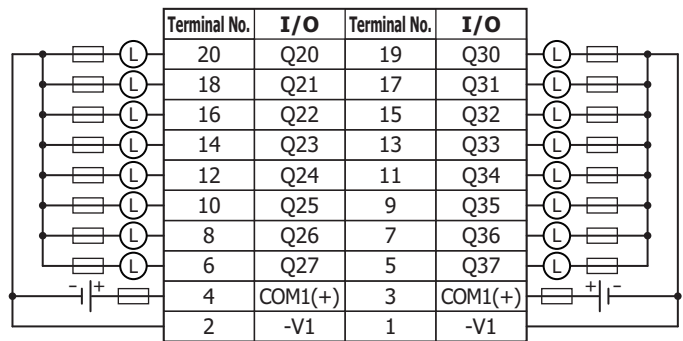 Terminal No. I/O Terminal No. I/O
L 20 Q20 19 Q30 L
L 18 Q21 17 Q31 L
L 16 Q22 15 Q32 L
L 14 Q23 13 Q33 L
L 12 Q24 11 Q34 L
L 10 Q25 9 Q35 L
L 8 Q26 7 Q36 L
L 6 Q27 5 Q37 L
- + 4 COM1(+) 3 COM1(+) + -
2 -V1 1 -V1